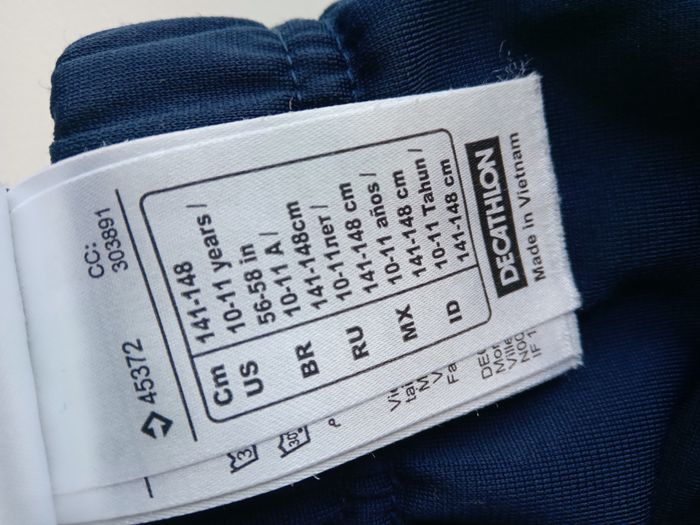 CC:
303891
45372
Cm 141-148
US 10-11 years /
56-58 in
BR 10-11 A /
141-148cm
RU 10-11лет /
141-148 cm
MX 10-11 años /
141-148 cm
ID 10-11 Tahun /
141-148 cm
DECATHLON
Made in Vietnam